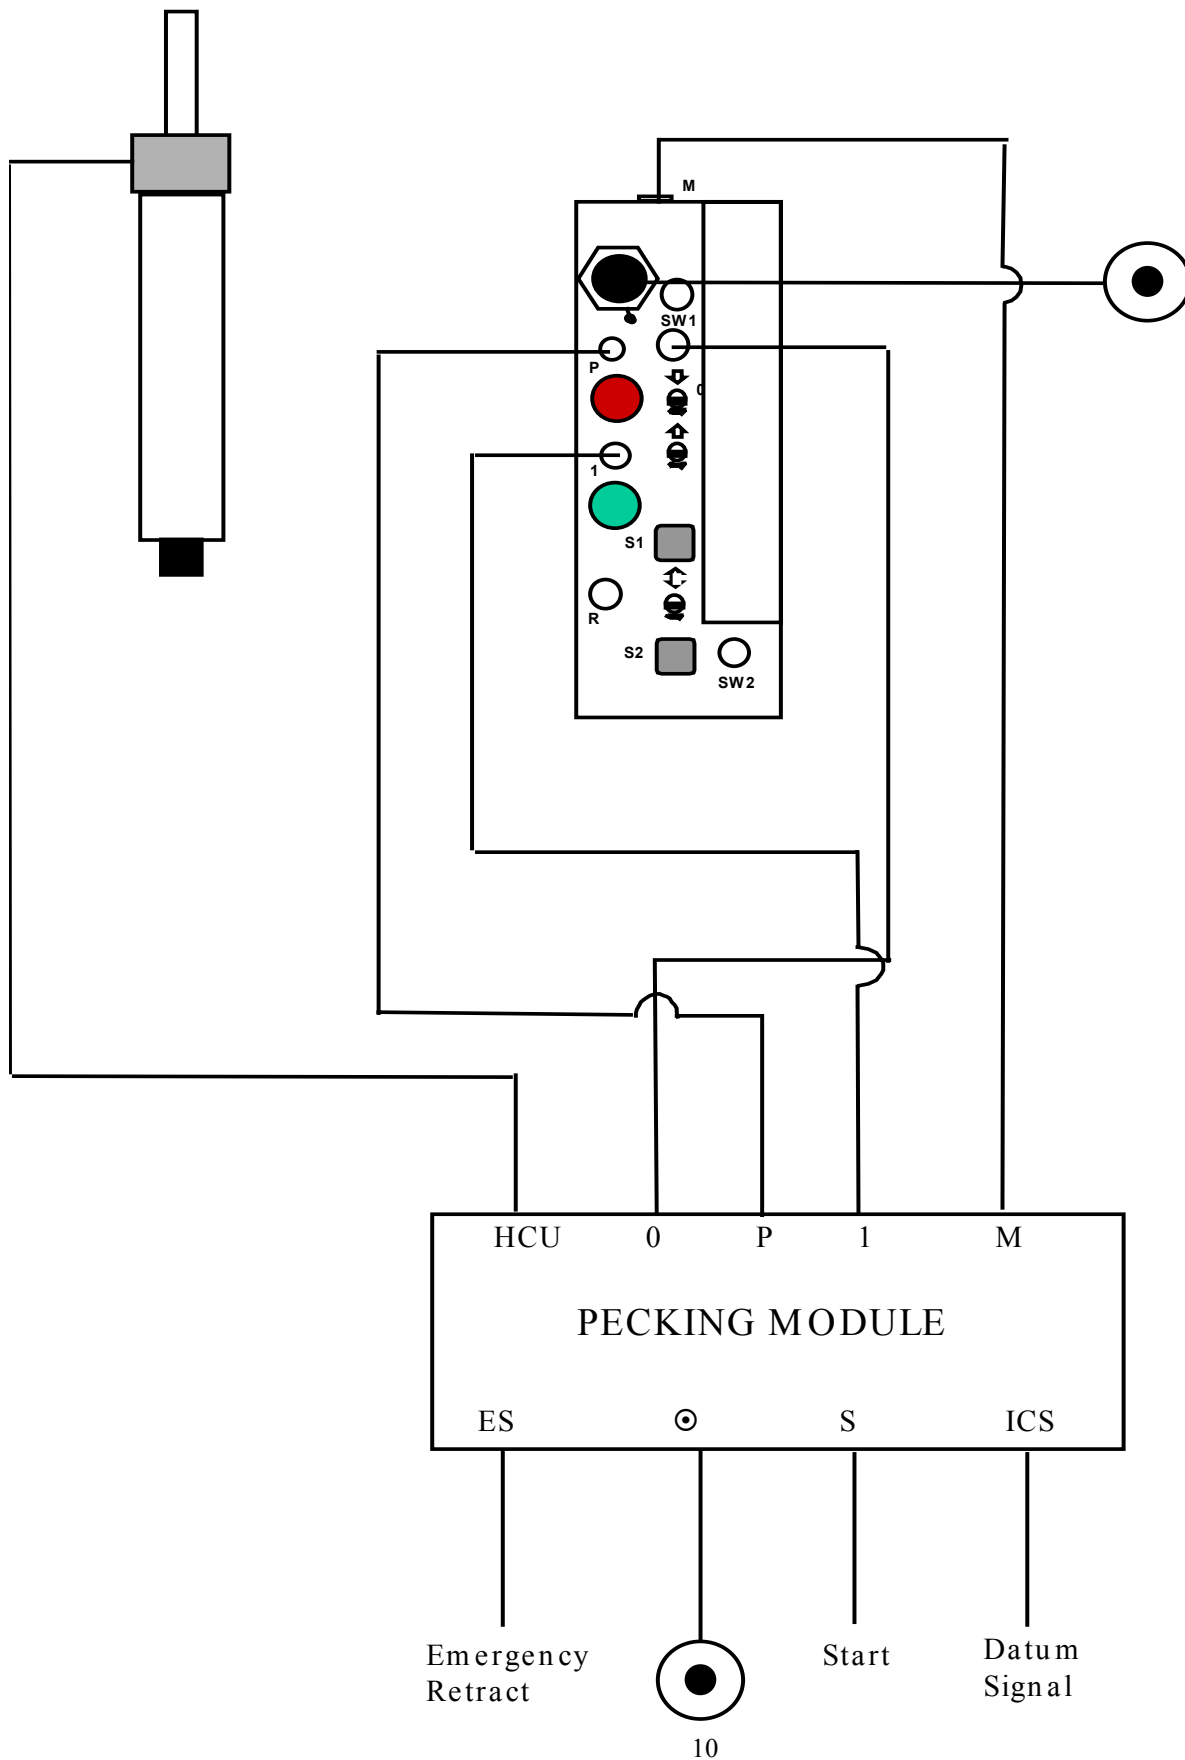 M
SW1
P
0
1
S1
R
S2
SW2
HCU 0 P 1 M
PECKING MODULE
ES S ICS
Emergency
Retract
Start
Datum
Signal
10